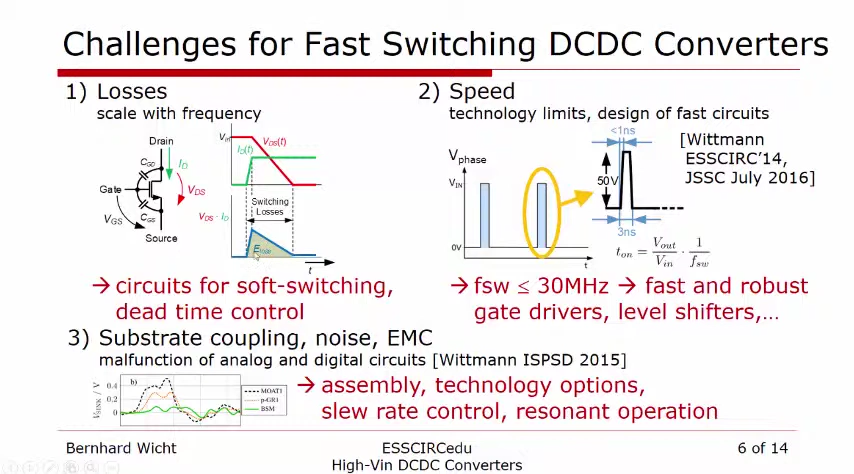 Challenges for Fast Switching DCDC Converters
1) Losses
scale with frequency
Drain
C_GD
I_D
Gate
V_DS
C_GS
V_GS
Source
V_in
V_DS(t)
I_D(t)
Switching
Losses
V_DS · I_D
t
→ circuits for soft-switching,
dead time control
2) Speed
technology limits, design of fast circuits
V_phase
V_IN
0V
t
<1ns
50V
3ns
[Wittmann
ESSCIRC'14,
JSSC July 2016]
t_on = V_out / V_in · 1 / f_sw
→ fsw ≤ 30MHz → fast and robust
gate drivers, level shifters,...
3) Substrate coupling, noise, EMC
malfunction of analog and digital circuits [Wittmann ISPSD 2015]
b)
0.4
0.2
0
MOAT1
p-GR1
BSM
→ assembly, technology options,
slew rate control, resonant operation
Bernhard Wicht
ESSCIRCedu
High-Vin DCDC Converters
6 of 14